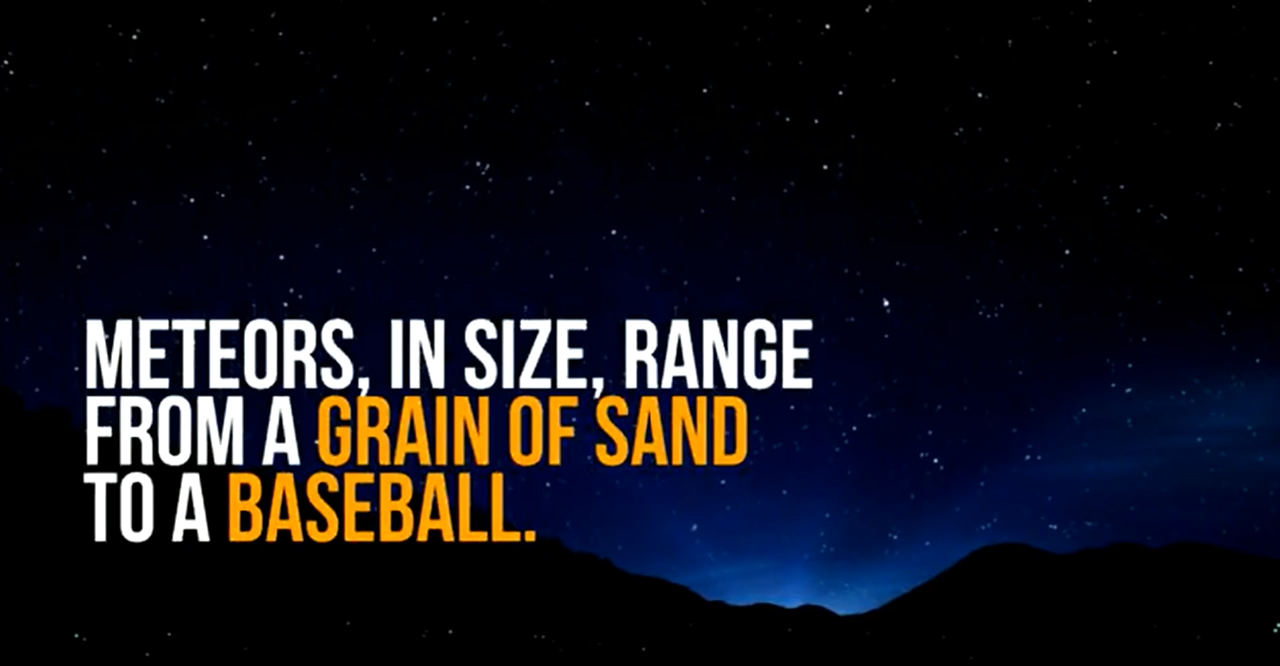 METEORS, IN SIZE, RANGE
FROM A GRAIN OF SAND
TO A BASEBALL.